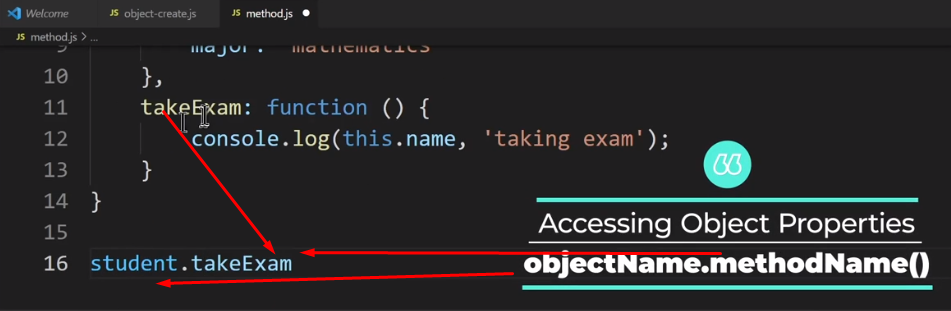 Welcome
JS object-create.js
JS method.js
JS method.js > ...
9 major: 'mathematics'
10 },
11 takeExam: function () {
12 console.log(this.name, 'taking exam');
13 }
14 }
15
16 student.takeExam
Accessing Object Properties
objectName.methodName()